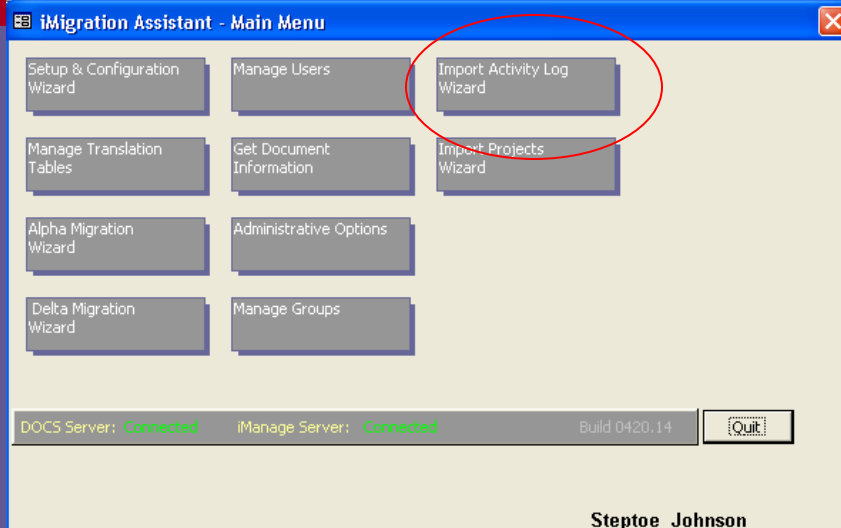 iMigration Assistant - Main Menu
Setup & Configuration
Wizard
Manage Users
Import Activity Log
Wizard
Manage Translation
Tables
Get Document
Information
Import Projects
Wizard
Alpha Migration
Wizard
Administrative Options
Delta Migration
Wizard
Manage Groups
DOCS Server: Connected iManage Server: Connected Build 0420.14 Quit
Steptoe Johnson